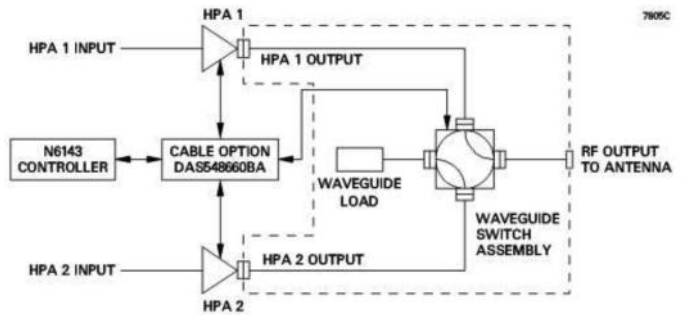 HPA 1
7905C
HPA 1 INPUT
HPA 1 OUTPUT
N6143
CONTROLLER
CABLE OPTION
DAS548660BA
WAVEGUIDE
LOAD
RF OUTPUT
TO ANTENNA
WAVEGUIDE
SWITCH
ASSEMBLY
HPA 2 INPUT
HPA 2 OUTPUT
HPA 2